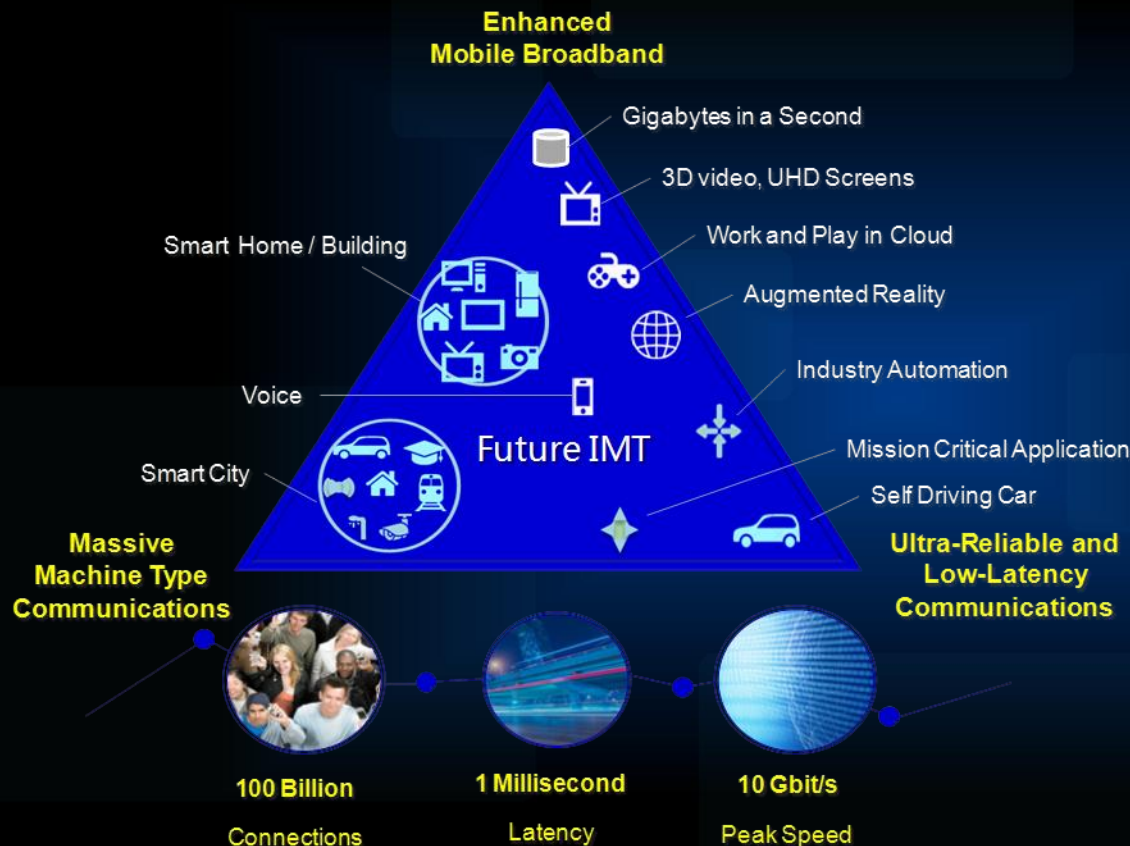 Enhanced
Mobile Broadband
Gigabytes in a Second
3D video, UHD Screens
Smart Home / Building
Work and Play in Cloud
Augmented Reality
Industry Automation
Voice
Future IMT
Mission Critical Application
Smart City
Self Driving Car
Massive
Machine Type
Communications
Ultra-Reliable and
Low-Latency
Communications
100 Billion
Connections
1 Millisecond
Latency
10 Gbit/s
Peak Speed